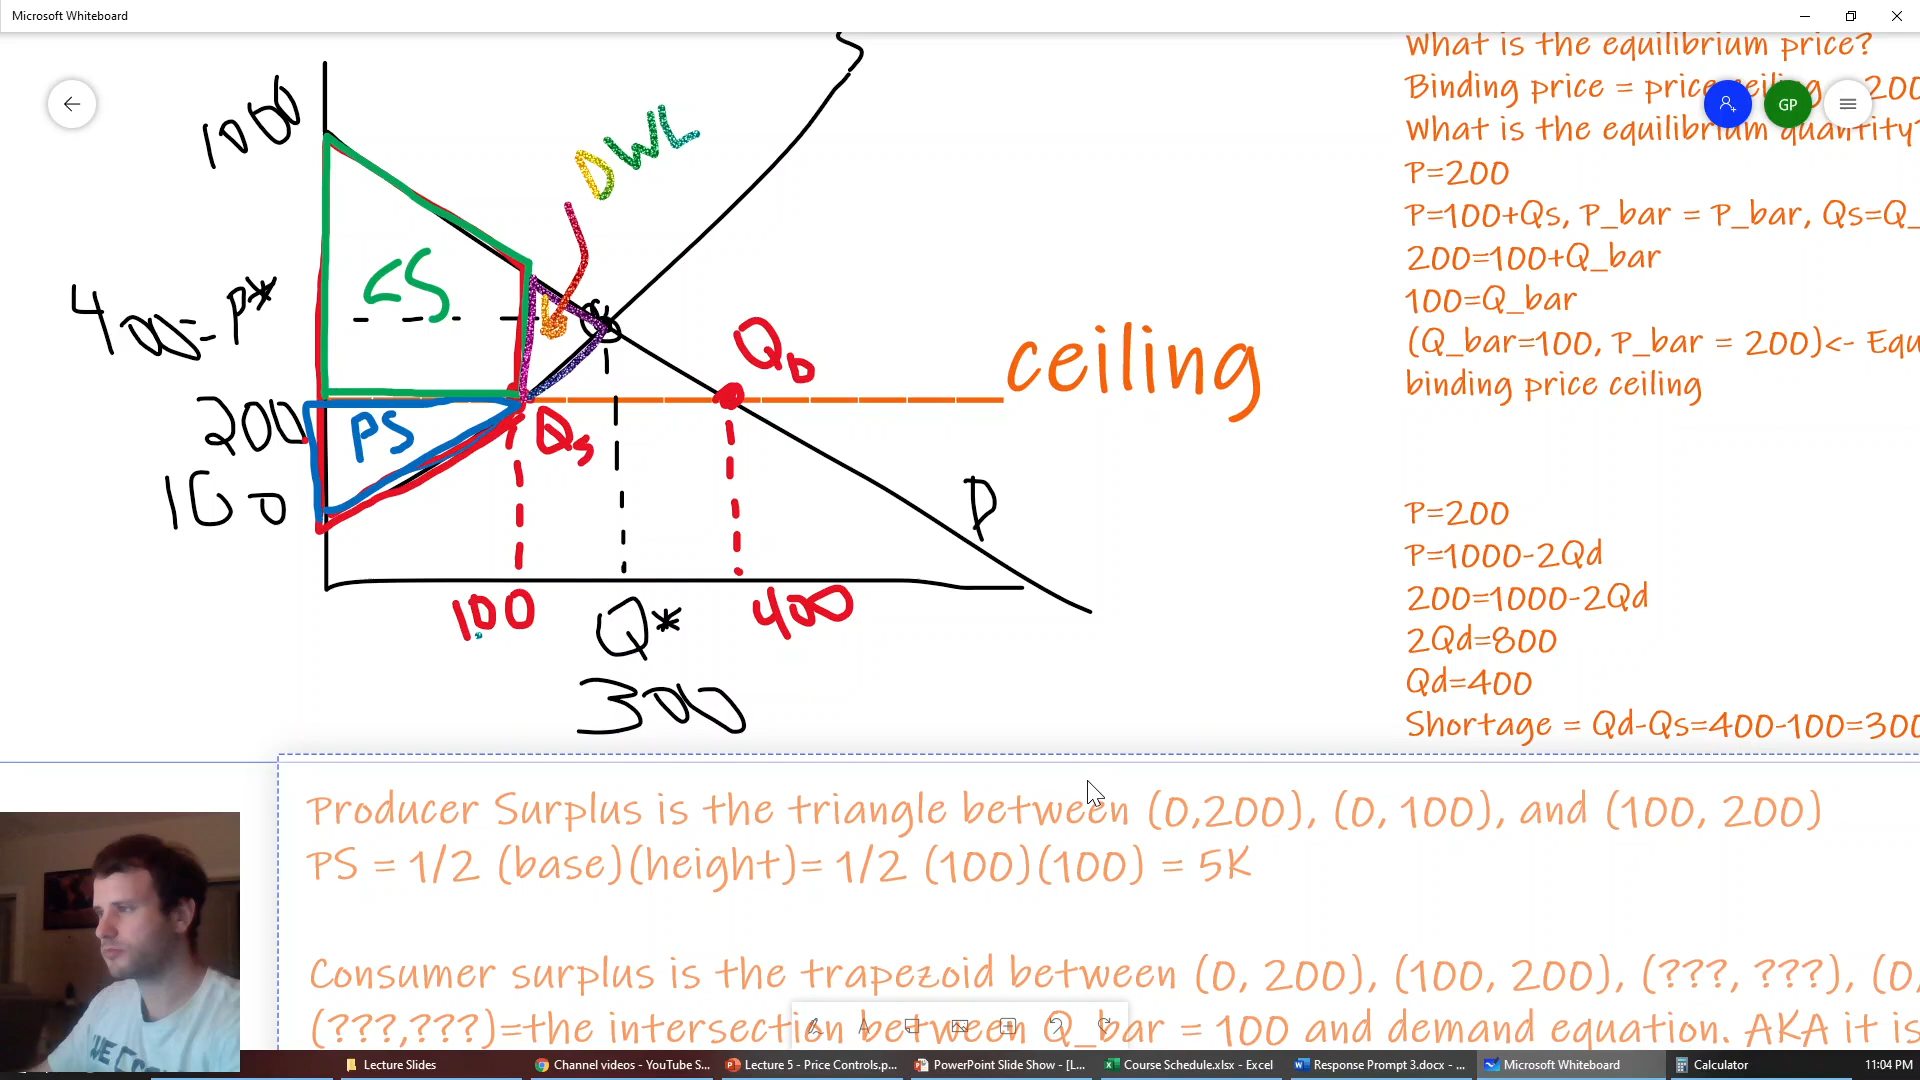 Microsoft Whiteboard
S
1000
DWL
CS
400=P*
QD
ceiling
200
PS
Qs
100
D
100
Q*
400
300
What is the equilibrium price?
Binding price = price ceiling = 200
GP
What is the equilibrium quantity?
P=200
P=100+Qs, P_bar = P_bar, Qs=Q_
200=100+Q_bar
100=Q_bar
(Q_bar=100, P_bar = 200)<- Equ
binding price ceiling
P=200
P=1000-2Qd
200=1000-2Qd
2Qd=800
Qd=400
Shortage = Qd-Qs=400-100=300
Producer Surplus is the triangle between (0,200), (0, 100), and (100, 200)
PS = 1/2 (base)(height)= 1/2 (100)(100) = 5K
Consumer surplus is the trapezoid between (0, 200), (100, 200), (???, ???), (0,
(???,???)=the intersection between Q_bar = 100 and demand equation. AKA it is
Lecture Slides
Channel videos - YouTube S...
Lecture 5 - Price Controls.p...
PowerPoint Slide Show - [L...
Course Schedule.xlsx - Excel
Response Prompt 3.docx - ...
Microsoft Whiteboard
Calculator
11:04 PM